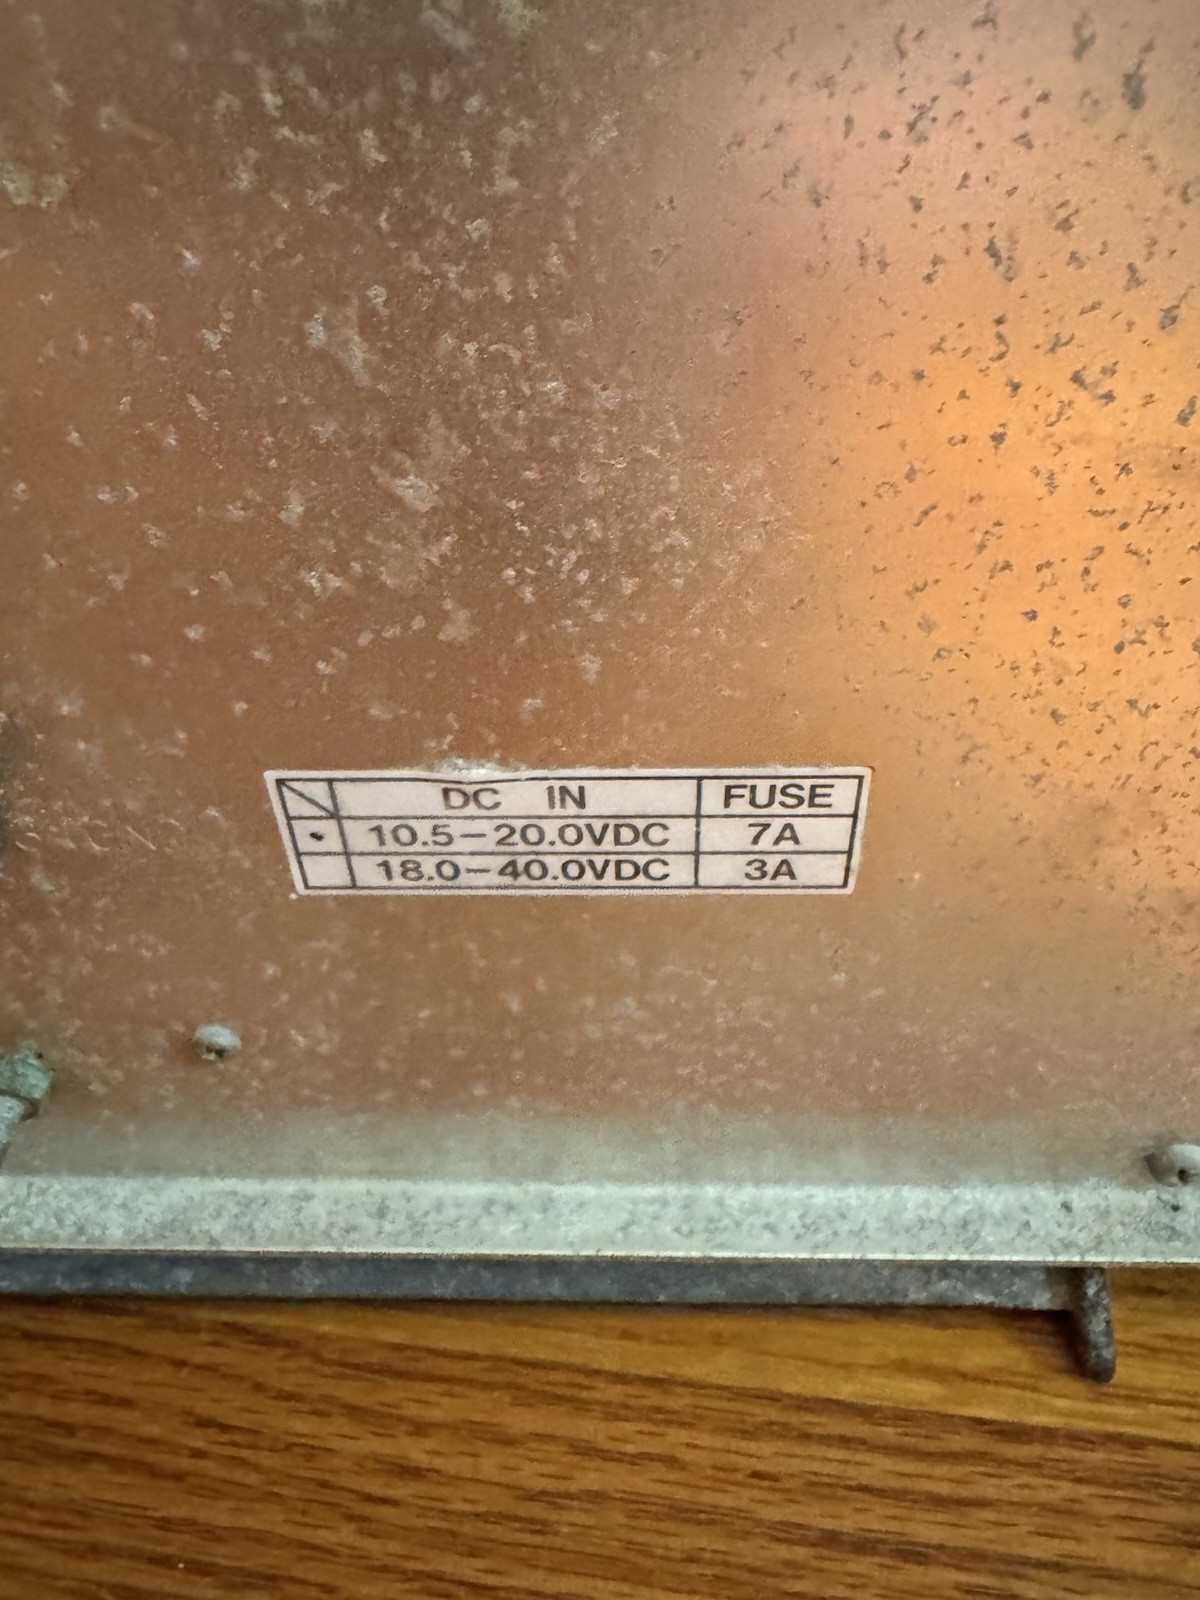 DC IN FUSE
• 10.5-20.0VDC 7A
18.0-40.0VDC 3A